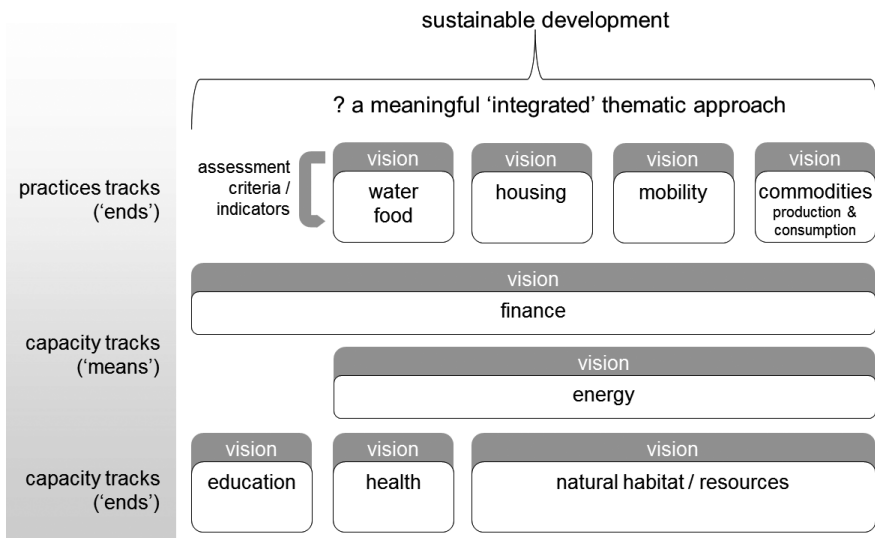 sustainable development
? a meaningful ‘integrated’ thematic approach
practices tracks
(‘ends’)
assessment
criteria /
indicators
vision
water
food
vision
housing
vision
mobility
vision
commodities
production &
consumption
capacity tracks
(‘means’)
vision
finance
vision
energy
capacity tracks
(‘ends’)
vision
education
vision
health
vision
natural habitat / resources